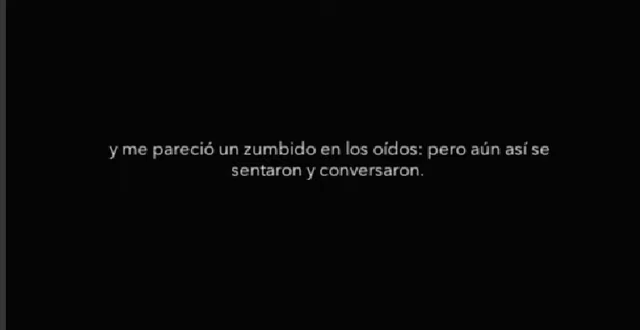 y me pareció un zumbido en los oídos: pero aún así se
sentaron y conversaron.